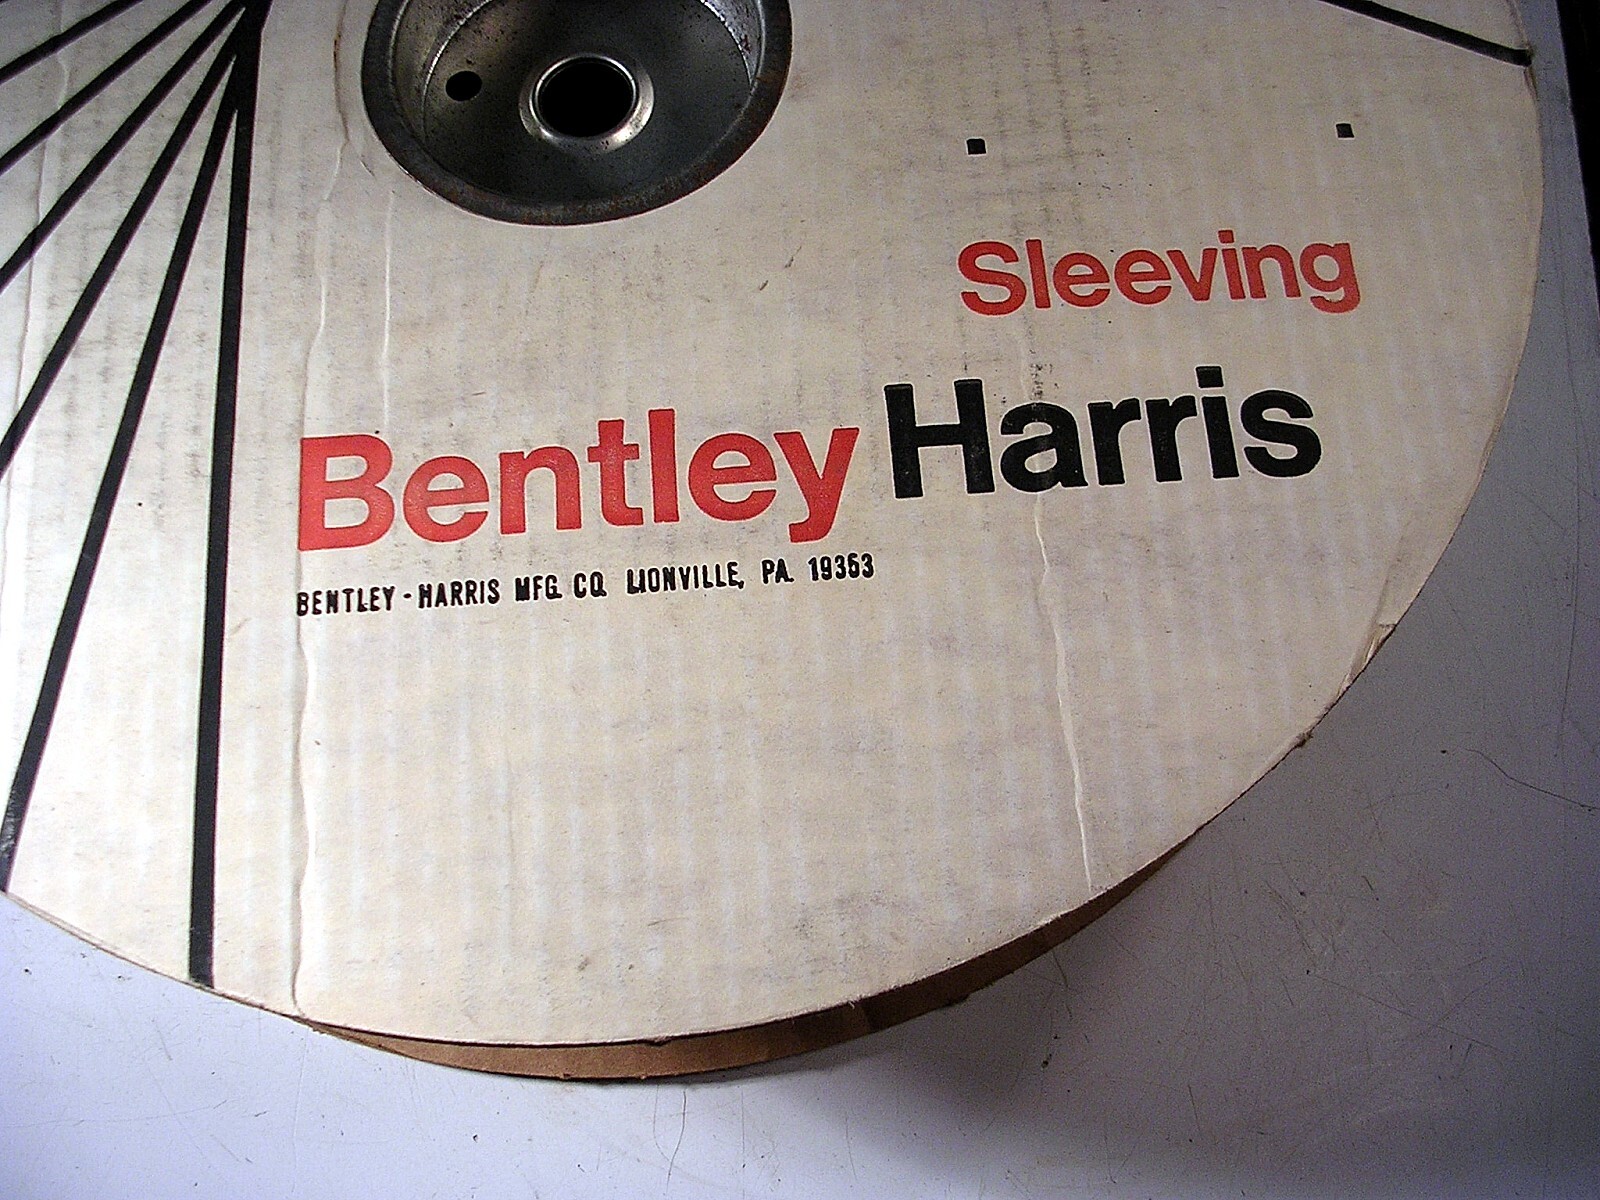 Sleeving
Bentley Harris
BENTLEY-HARRIS MFG. CO. LIONVILLE, PA. 19353